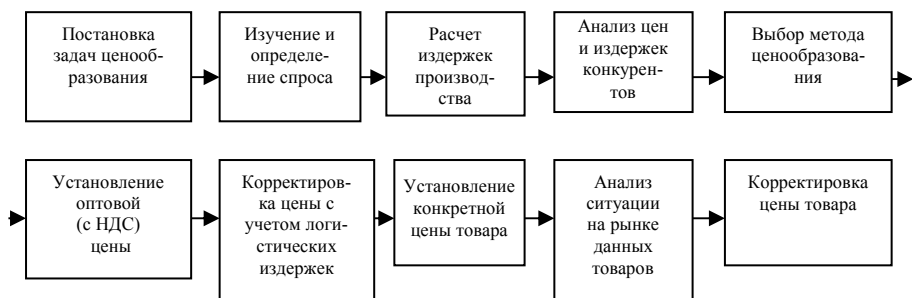 Постановка
задач ценооб-
разования
Изучение и
определе-
ние спроса
Расчет
издержек
производ-
ства
Анализ цен
и издержек
конкурен-
тов
Выбор метода
ценообразова-
ния
Установление
оптовой
(с НДС)
цены
Корректиров-
ка цены с
учетом логи-
стических
издержек
Установление
конкретной
цены товара
Анализ
ситуации
на рынке
данных
товаров
Корректировка
цены товара